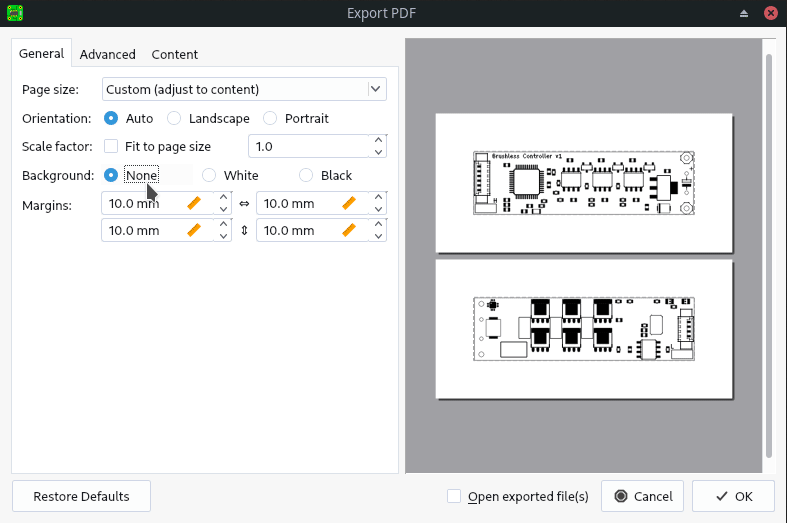 Export PDF
General Advanced Content
Page size: Custom (adjust to content)
Orientation: Auto Landscape Portrait
Scale factor: Fit to page size 1.0
Background: None White Black
Margins: 10.0 mm 10.0 mm
10.0 mm 10.0 mm
Brushless Controller v1
Restore Defaults Open exported file(s) Cancel OK